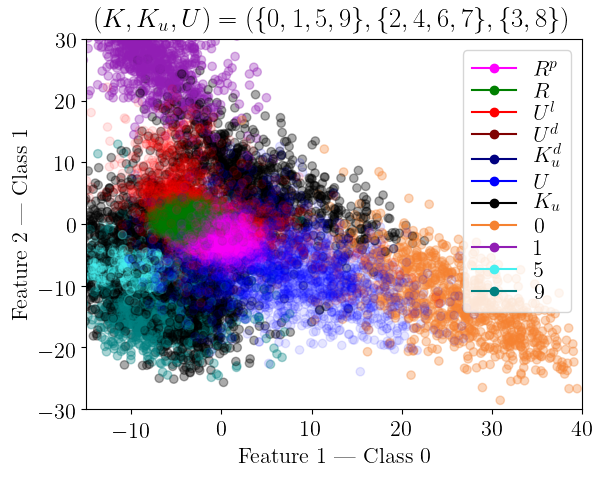 (K, K_u, U) = ({0, 1, 5, 9}, {2, 4, 6, 7}, {3, 8})
30
20
10
0
−10
−20
−30
Feature 2 — Class 1
R^p
R
U^l
U^d
K_u^d
U
K_u
0
1
5
9
−10
0
10
20
30
40
Feature 1 — Class 0